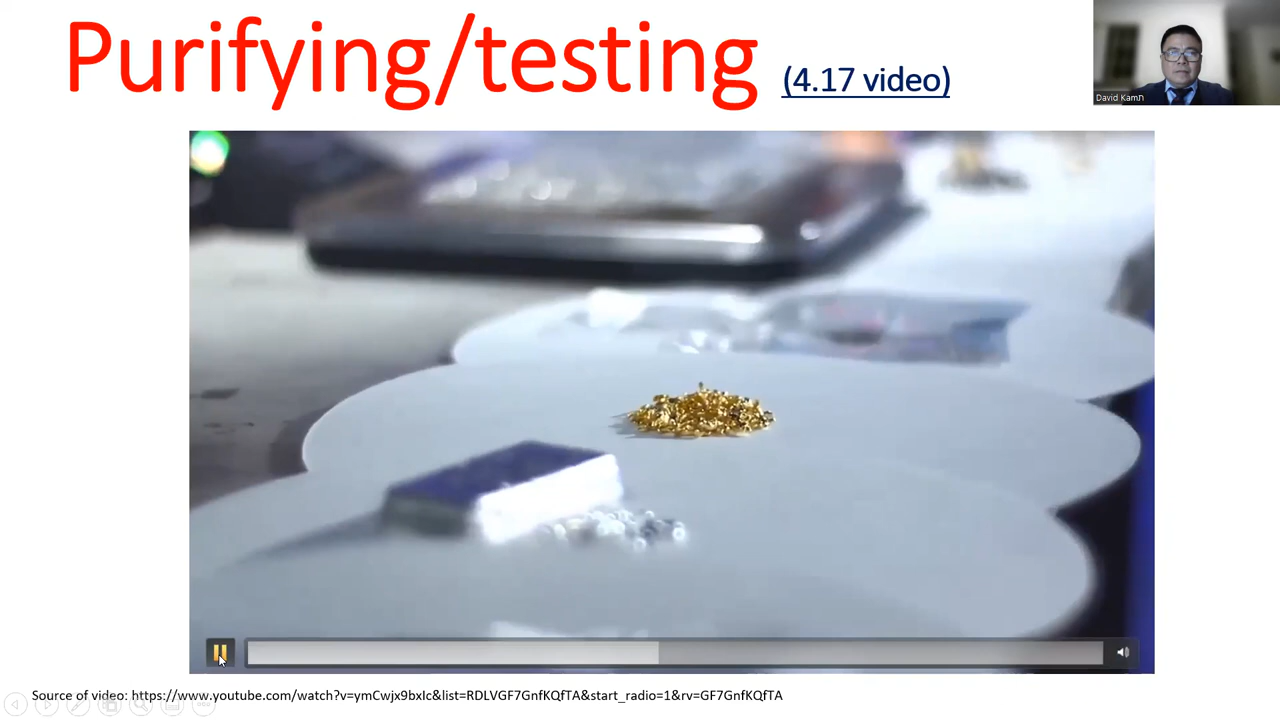 Purifying/testing (4.17 video)
David Kamמ
Source of video: https://www.youtube.com/watch?v=ymCwjx9bxIc&list=RDLVGF7GnfKQfTA&start_radio=1&rv=GF7GnfKQfTA